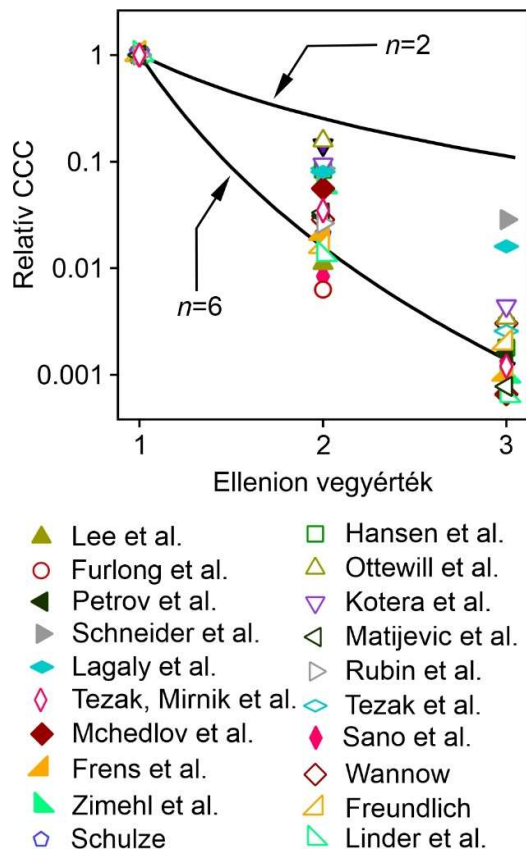 n=2
1
0.1
0.01
0.001
Relatív CCC
n=6
1 2 3
Ellenion vegyérték
Lee et al.
Furlong et al.
Petrov et al.
Schneider et al.
Lagaly et al.
Tezak, Mirnik et al.
Mchedlov et al.
Frens et al.
Zimehl et al.
Schulze
Hansen et al.
Ottewill et al.
Kotera et al.
Matijevic et al.
Rubin et al.
Tezak et al.
Sano et al.
Wannow
Freundlich
Linder et al.